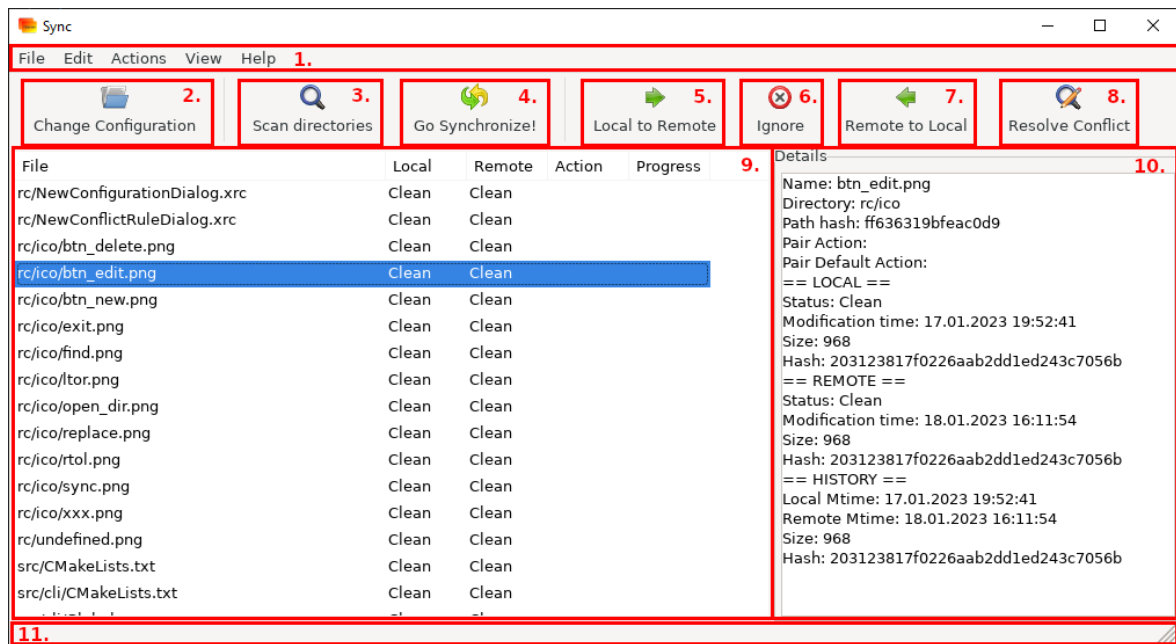 Sync
File Edit Actions View Help 1.
2. 3. 4. 5. 6. 7. 8.
Change Configuration Scan directories Go Synchronize! Local to Remote Ignore Remote to Local Resolve Conflict
File Local Remote Action Progress 9.
rc/NewConfigurationDialog.xrc Clean Clean
rc/NewConflictRuleDialog.xrc Clean Clean
rc/ico/btn_delete.png Clean Clean
rc/ico/btn_edit.png Clean Clean
rc/ico/btn_new.png Clean Clean
rc/ico/exit.png Clean Clean
rc/ico/find.png Clean Clean
rc/ico/ltor.png Clean Clean
rc/ico/open_dir.png Clean Clean
rc/ico/replace.png Clean Clean
rc/ico/rtol.png Clean Clean
rc/ico/sync.png Clean Clean
rc/ico/xxx.png Clean Clean
rc/undefined.png Clean Clean
src/CMakeLists.txt Clean Clean
src/cli/CMakeLists.txt Clean Clean
Details 10.
Name: btn_edit.png
Directory: rc/ico
Path hash: ff636319bfeac0d9
Pair Action:
Pair Default Action:
== LOCAL ==
Status: Clean
Modification time: 17.01.2023 19:52:41
Size: 968
Hash: 203123817f0226aab2dd1ed243c7056b
== REMOTE ==
Status: Clean
Modification time: 18.01.2023 16:11:54
Size: 968
Hash: 203123817f0226aab2dd1ed243c7056b
== HISTORY ==
Local Mtime: 17.01.2023 19:52:41
Remote Mtime: 18.01.2023 16:11:54
Size: 968
Hash: 203123817f0226aab2dd1ed243c7056b
11.